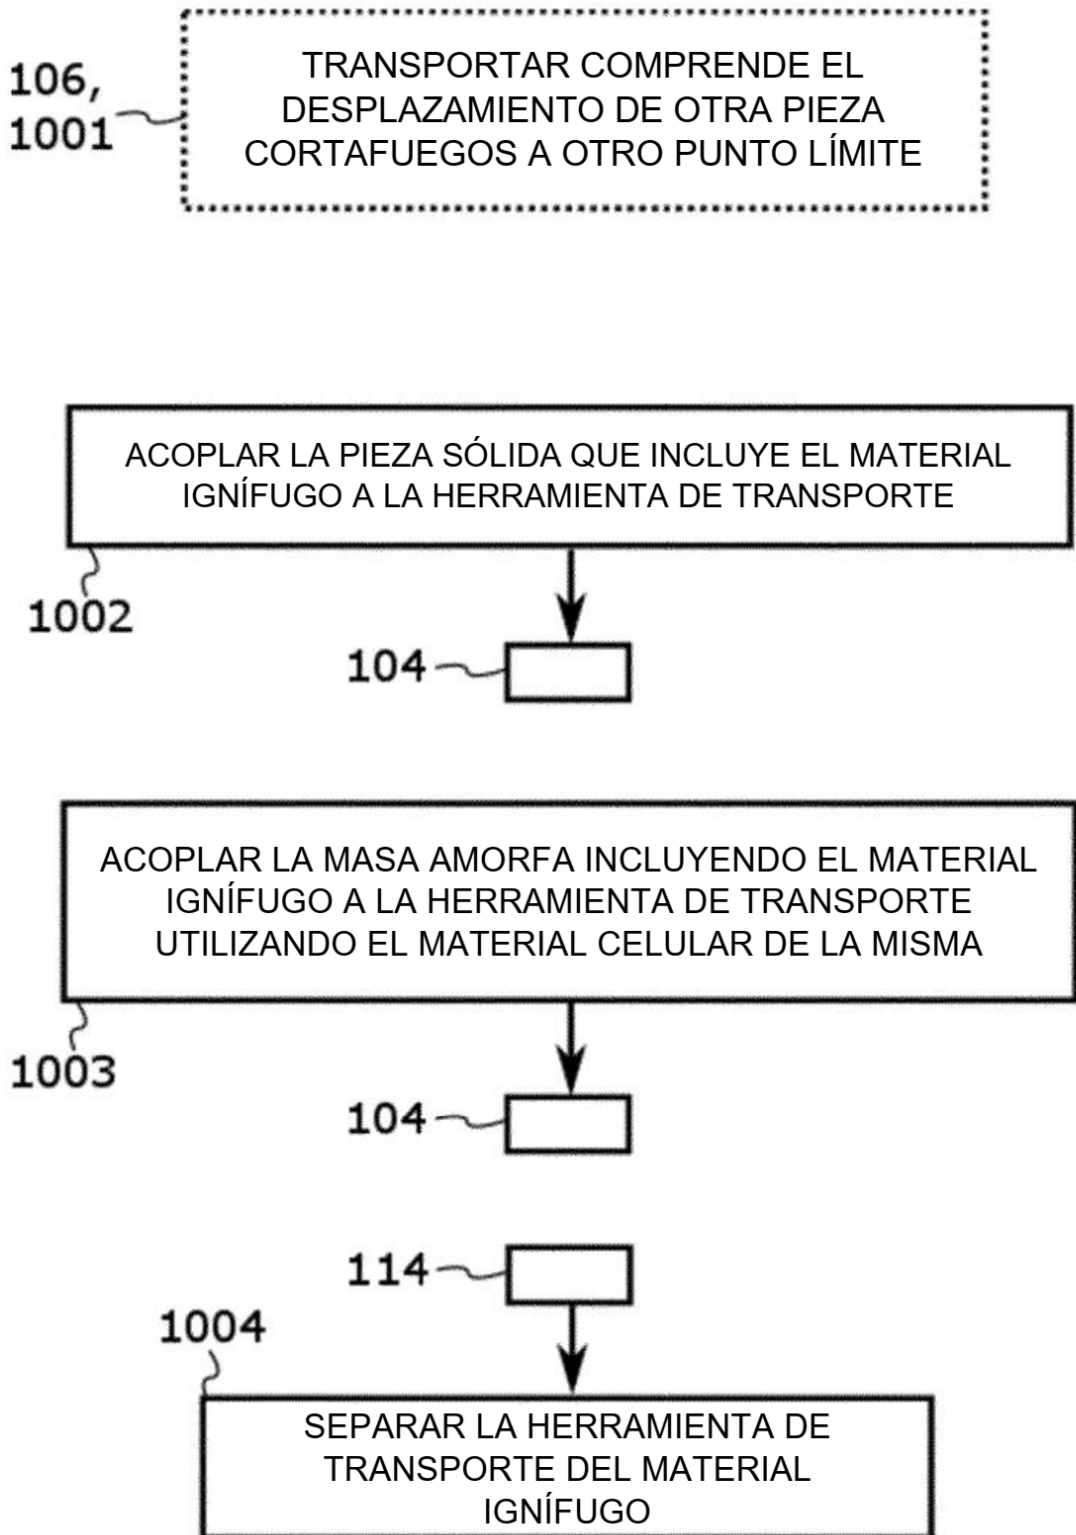 106,
1001
TRANSPORTAR COMPRENDE EL
DESPLAZAMIENTO DE OTRA PIEZA
CORTAFUEGOS A OTRO PUNTO LÍMITE
ACOPLAR LA PIEZA SÓLIDA QUE INCLUYE EL MATERIAL
IGNÍFUGO A LA HERRAMIENTA DE TRANSPORTE
1002
104
ACOPLAR LA MASA AMORFA INCLUYENDO EL MATERIAL
IGNÍFUGO A LA HERRAMIENTA DE TRANSPORTE
UTILIZANDO EL MATERIAL CELULAR DE LA MISMA
1003
104
114
1004
SEPARAR LA HERRAMIENTA DE
TRANSPORTE DEL MATERIAL
IGNÍFUGO